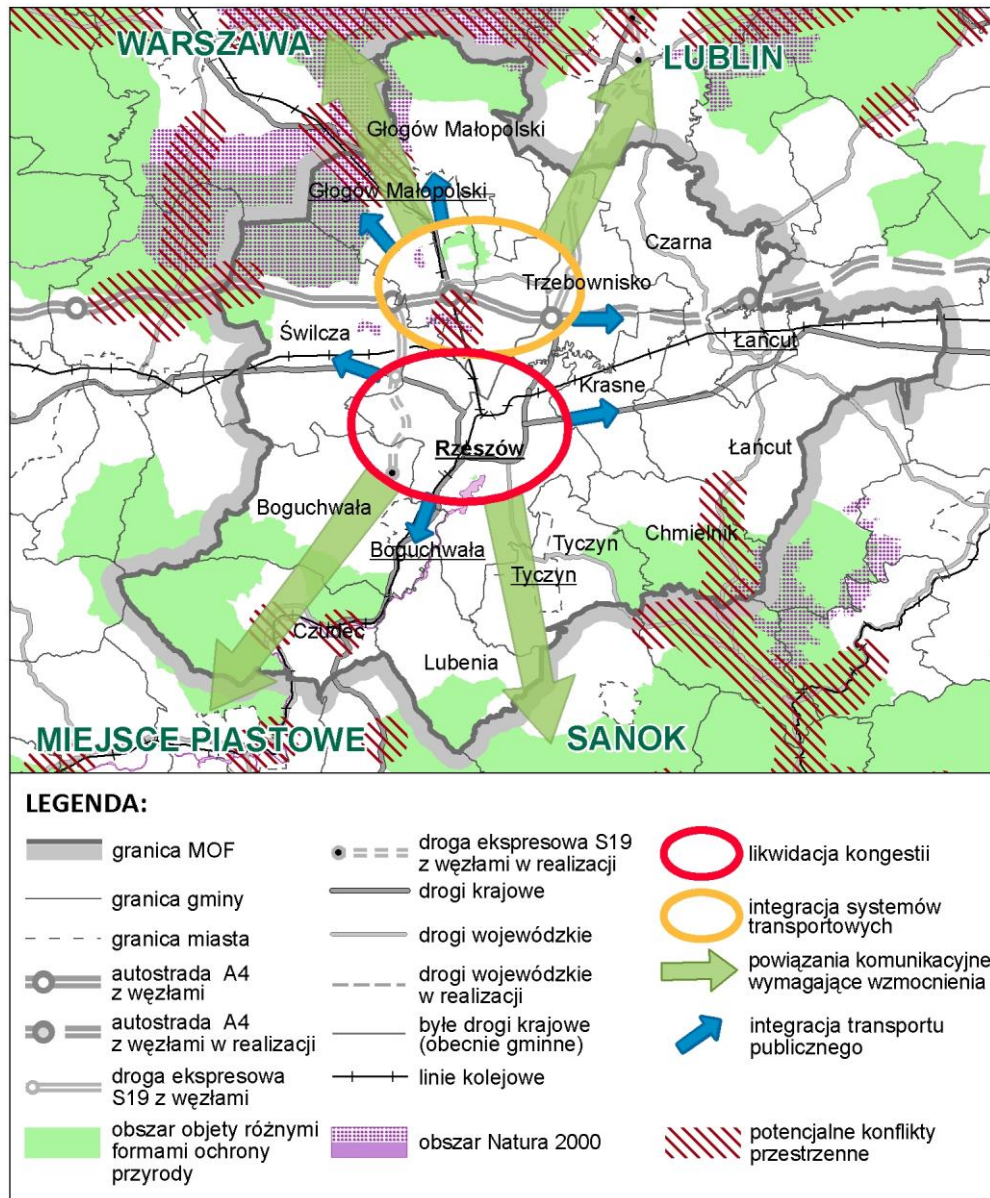 WARSZAWA
LUBLIN
Głogów Małopolski
Głogów Małopolski
Czarna
Trzebownisko
Świlcza
Łańcut
Krasne
Rzeszów
Łańcut
Boguchwała
Chmielnik
Boguchwała
Tyczyn
Tyczyn
Czudec
Lubenia
MIEJSCE PIASTOWE
SANOK
LEGENDA:
granica MOF
granica gminy
granica miasta
autostrada A4
z węzłami
autostrada A4
z węzłami w realizacji
droga ekspresowa
S19 z węzłami
obszar objety różnymi
formami ochrony
przyrody
droga ekspresowa S19
z węzłami w realizacji
drogi krajowe
drogi wojewódzkie
drogi wojewódzkie
w realizacji
byłe drogi krajowe
(obecnie gminne)
linie kolejowe
obszar Natura 2000
likwidacja kongestii
integracja systemów
transportowych
powiązania komunikacyjne
wymagające wzmocnienia
integracja transportu
publicznego
potencjalne konflikty
przestrzenne